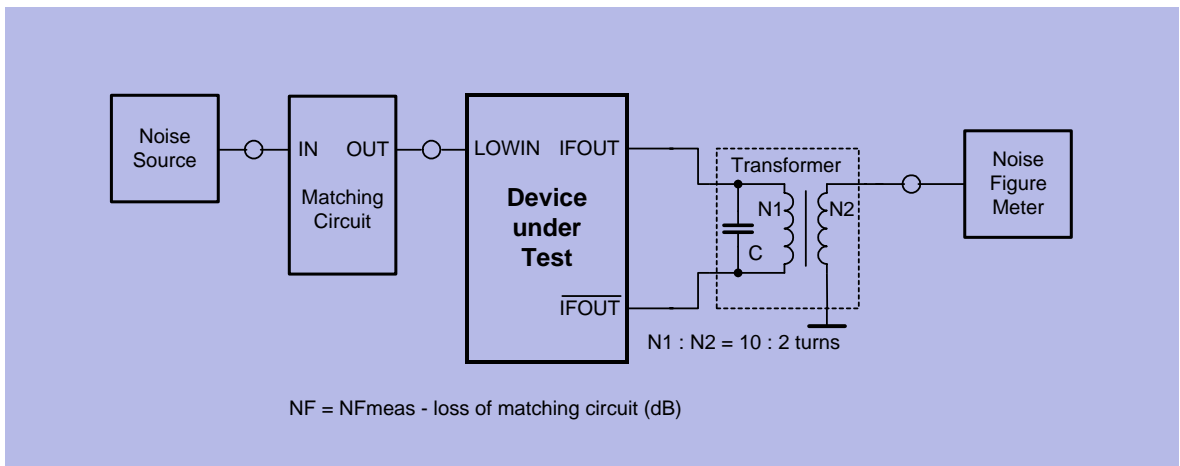 Noise
Source
IN
OUT
Matching
Circuit
LOWIN
IFOUT
Device
under
Test
IFOUT
Transformer
N1
N2
C
N1 : N2 = 10 : 2 turns
Noise
Figure
Meter
NF = NFmeas - loss of matching circuit (dB)